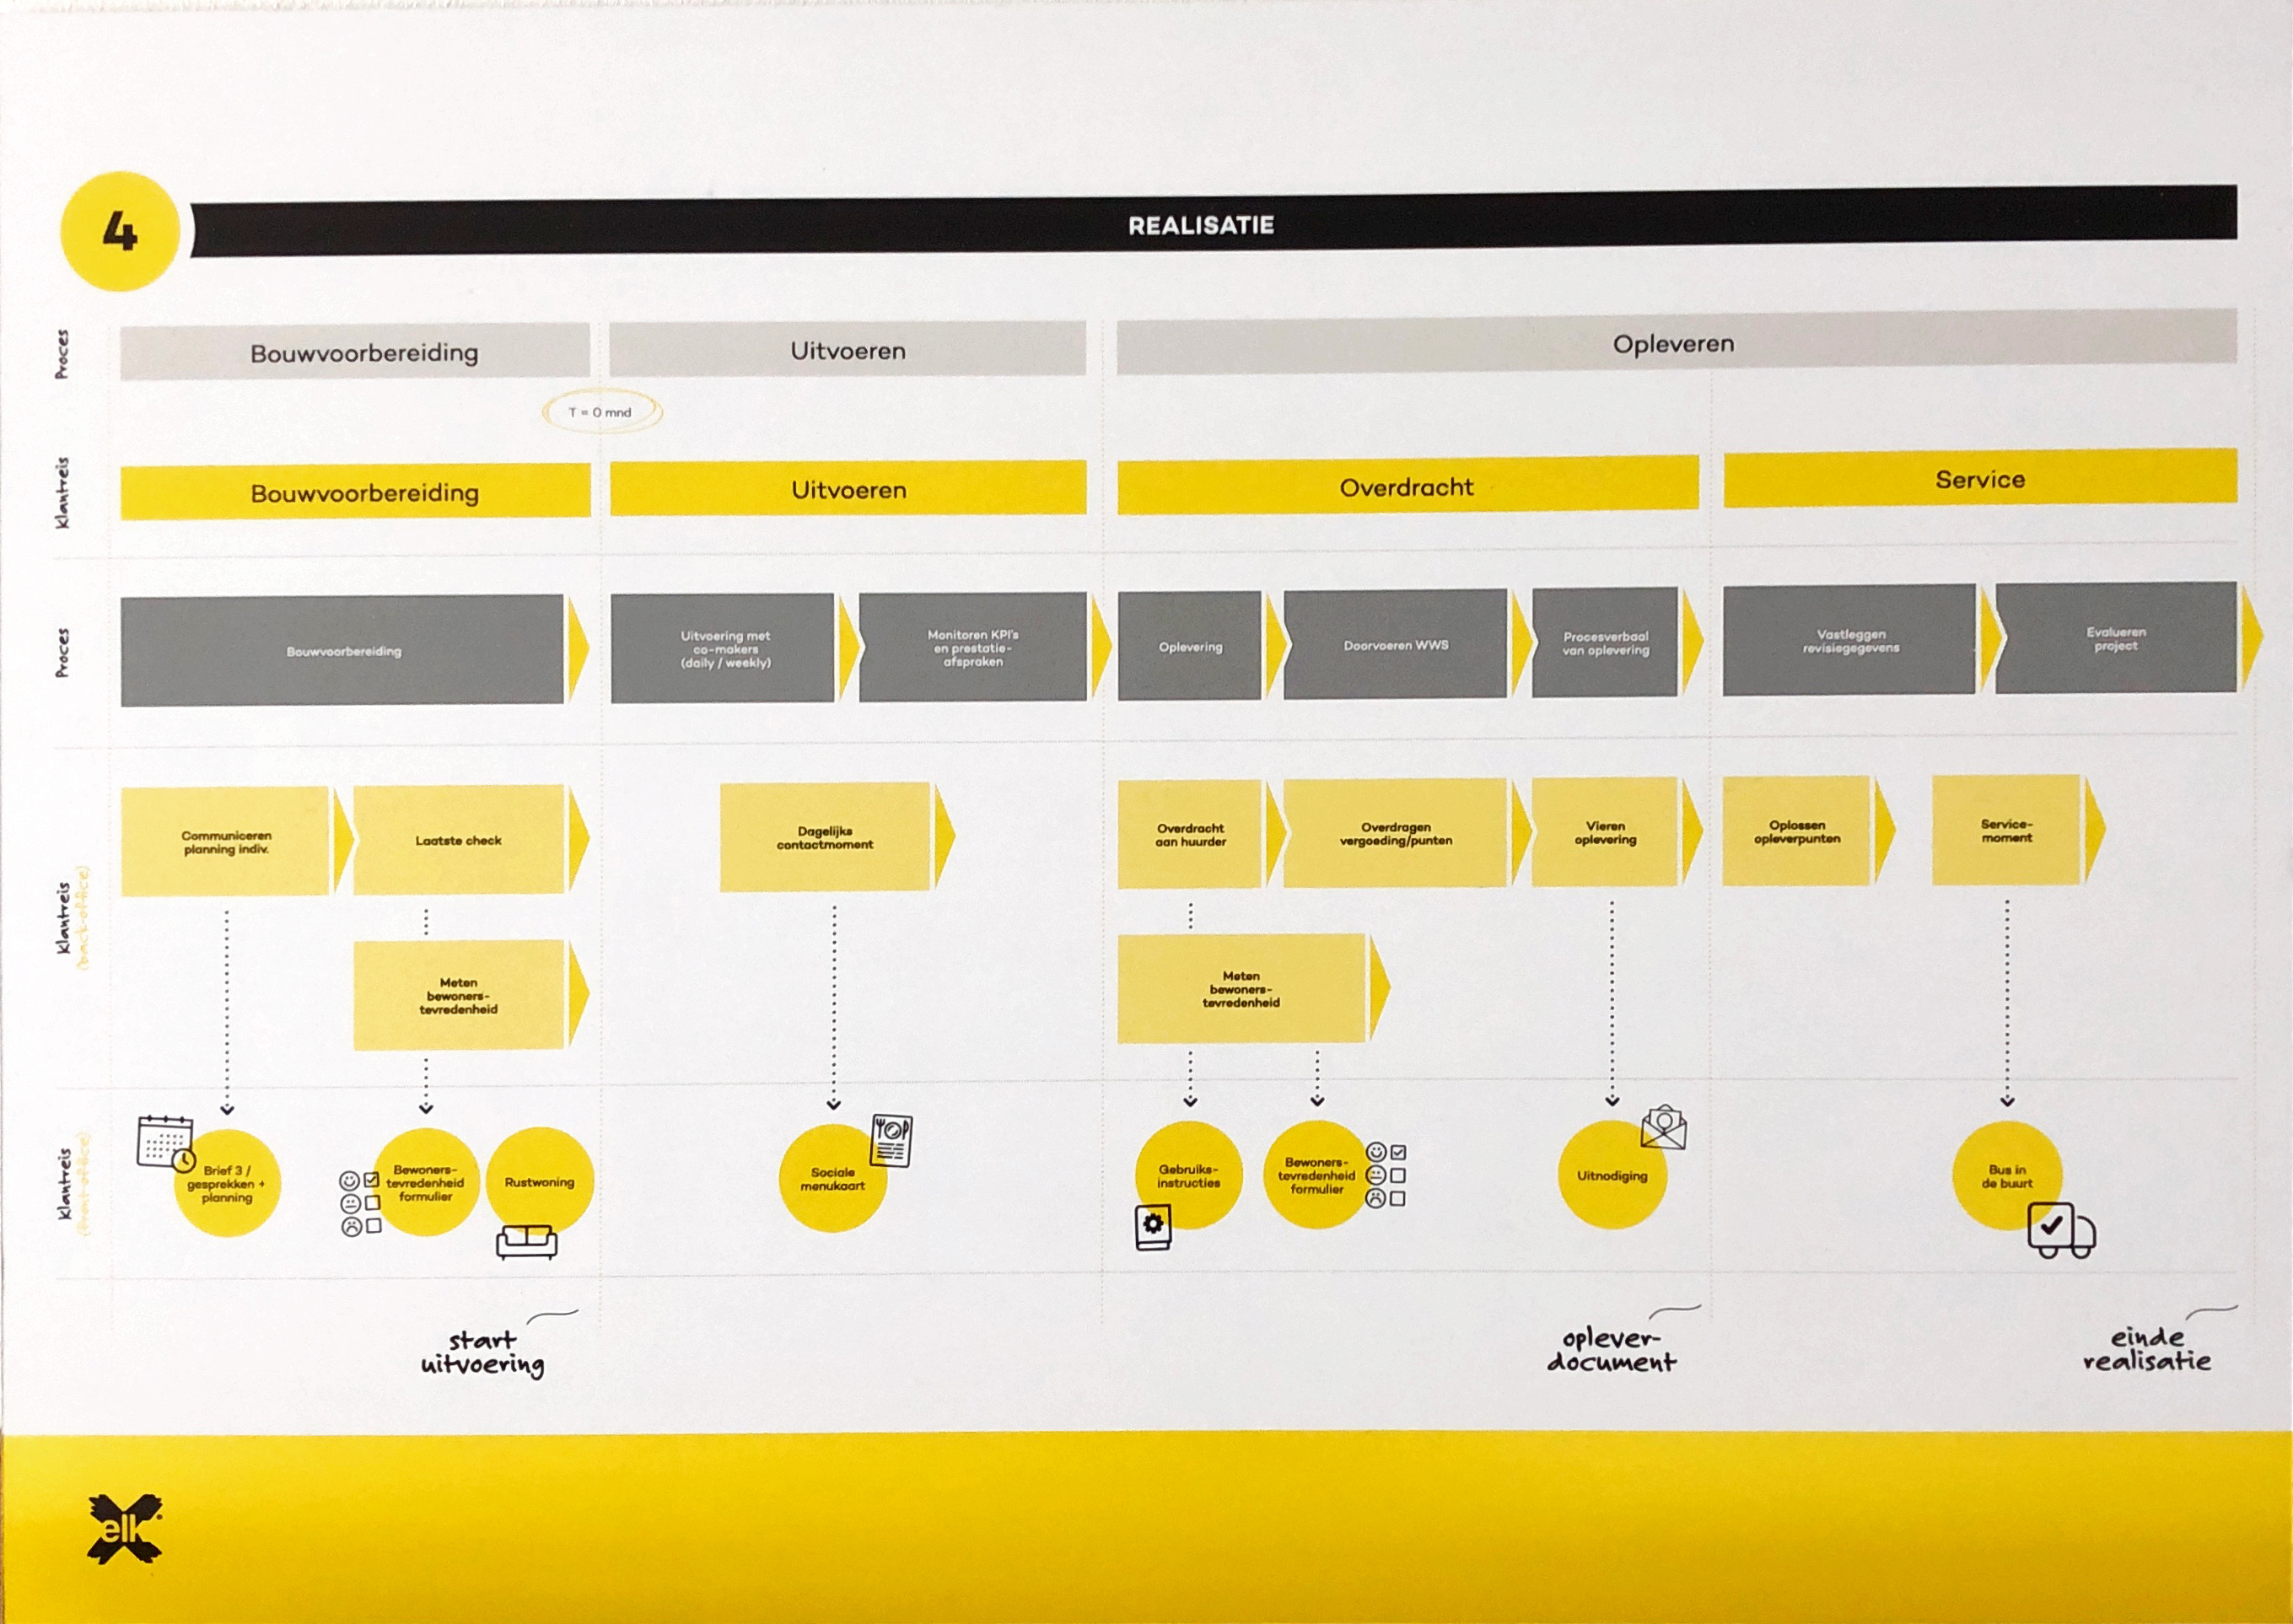 4
REALISATIE
Proces
Bouwvoorbereiding
Uitvoeren
Opleveren
T = 0 mnd
Klantreis
Bouwvoorbereiding
Uitvoeren
Overdracht
Service
Proces
Bouwvoorbereiding
Uitvoering met
co-makers
(daily / weekly)
Monitoren KPI's
en prestatie-
afspraken
Oplevering
Doorvoeren WWS
Procesverbaal
van oplevering
Vastleggen
revisiegegevens
Evalueren
project
Klantreis
(back-office)
Communiceren
planning indiv.
Laatste check
Dagelijks
contactmoment
Overdracht
aan huurder
Overdragen
vergoeding/punten
Vieren
oplevering
Oplossen
opleverpunten
Service-
moment
Meten
bewoners-
tevredenheid
Meten
bewoners-
tevredenheid
Klantreis
(front-office)
Brief 3 /
gesprekken +
planning
Bewoners-
tevredenheid
formulier
Rustwoning
Sociale
menukaart
Gebruiks-
instructies
Bewoners-
tevredenheid
formulier
Uitnodiging
Bus in
de buurt
start
uitvoering
oplever-
document
einde
realisatie
elk